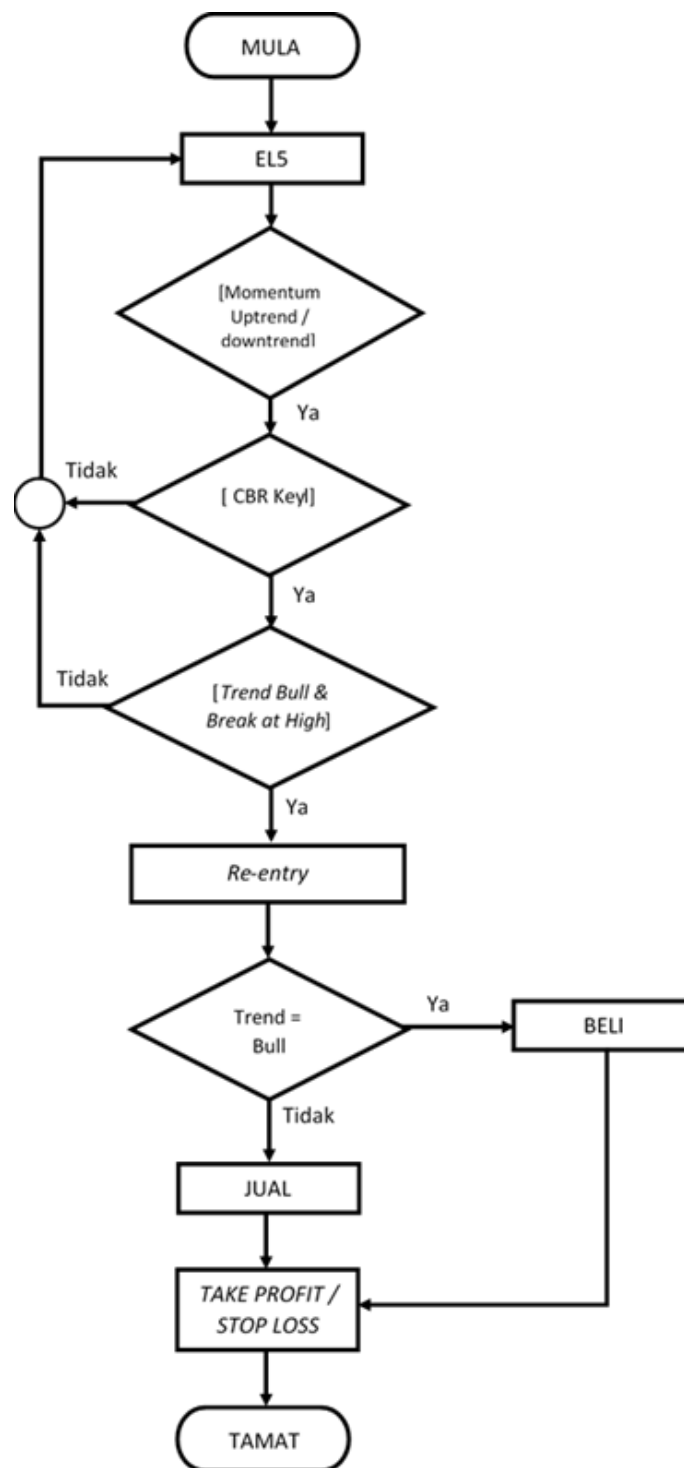 MULA
EL5
[Momentum
Uptrend /
downtrend]
Ya
Tidak
[ CBR Keyl]
Ya
Tidak
[Trend Bull &
Break at High]
Ya
Re-entry
Trend =
Bull
Ya
BELI
Tidak
JUAL
TAKE PROFIT /
STOP LOSS
TAMAT